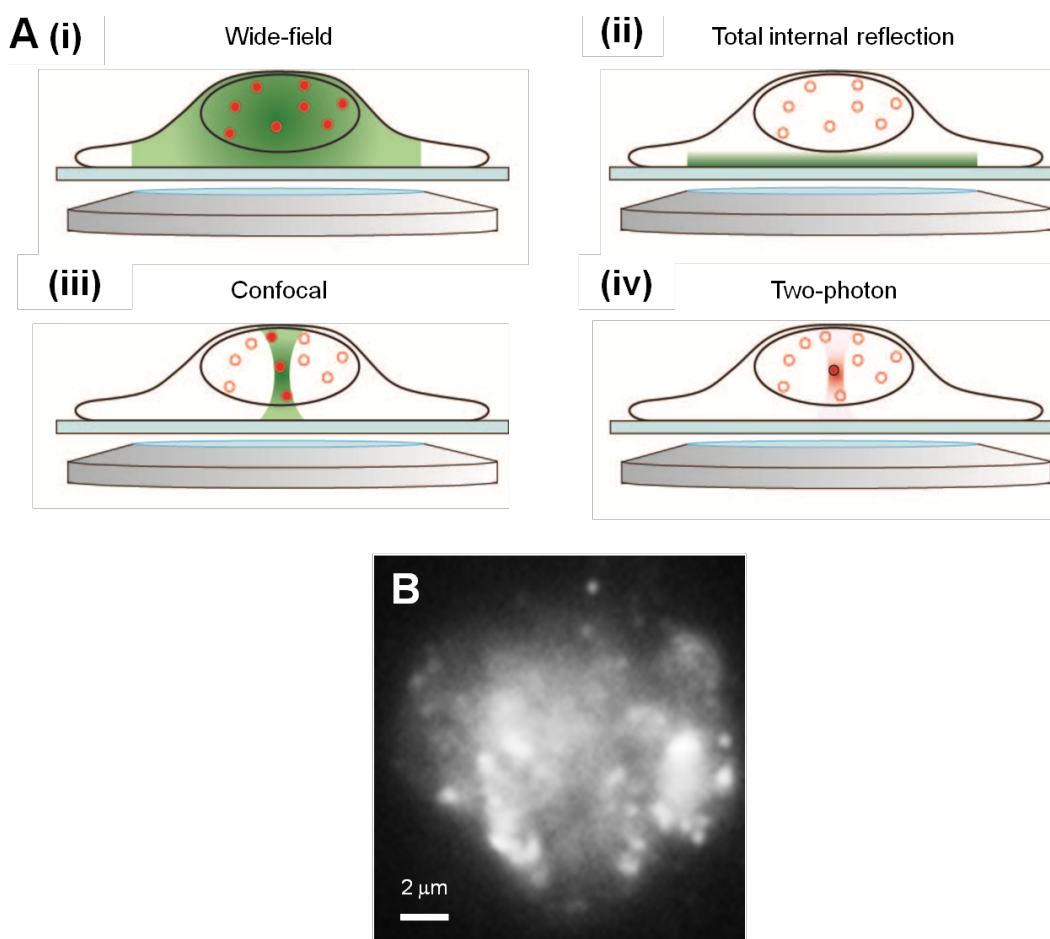 A (i) Wide-field
(ii) Total internal reflection
(iii) Confocal
(iv) Two-photon
B
2 μm